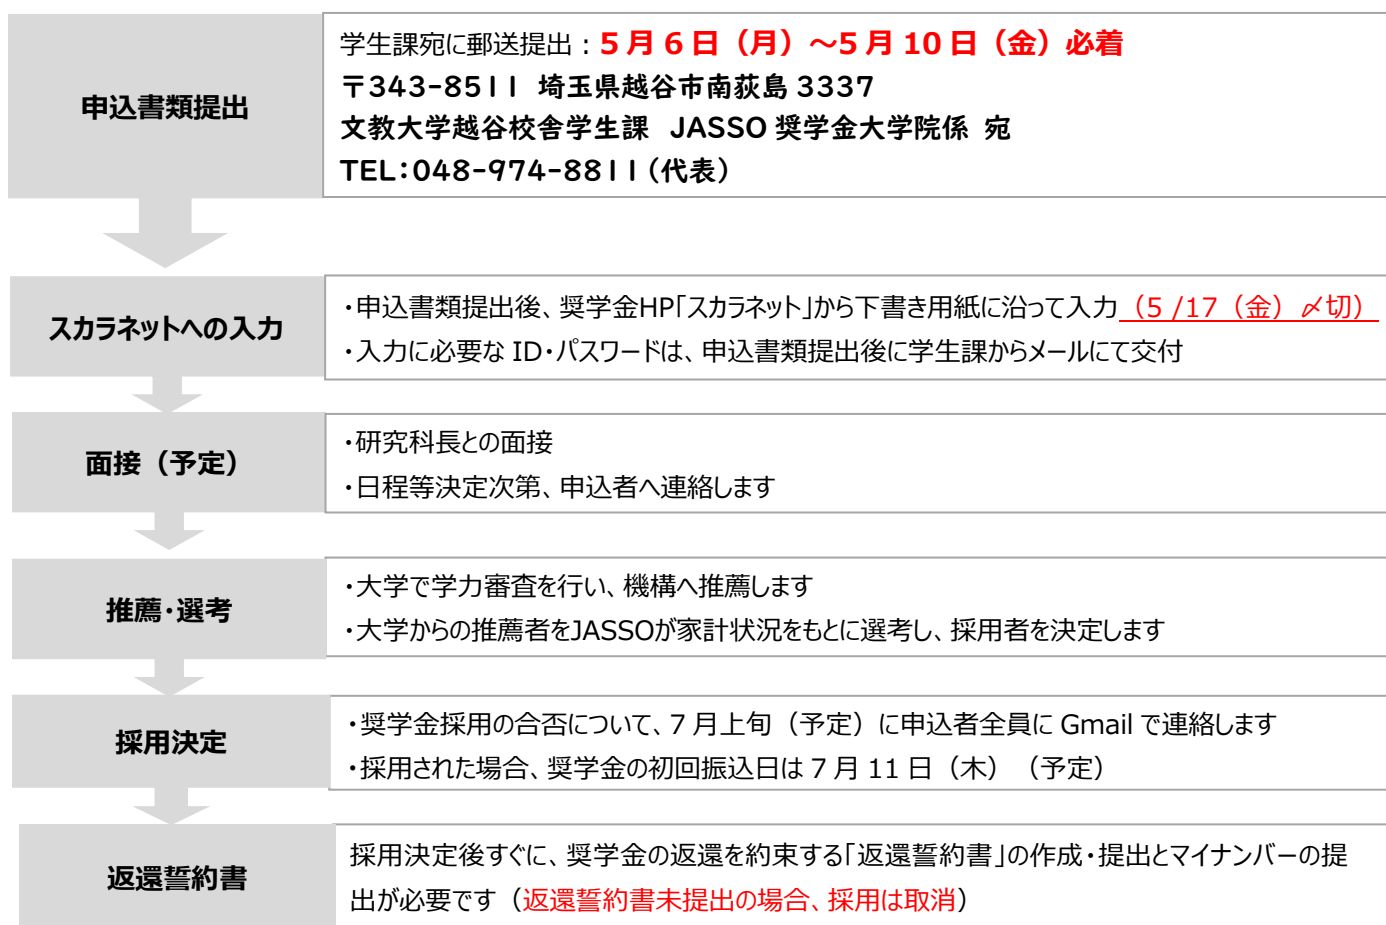 申込書類提出
学生課宛に郵送提出：5月6日（月）～5月10日（金）必着
〒343-8511 埼玉県越谷市南荻島 3337
文教大学越谷校舎学生課 JASSO 奨学金大学院係 宛
TEL：048-974-8811（代表）
スカラネットへの入力
・申込書類提出後、奨学金HP「スカラネット」から下書き用紙に沿って入力（5 /17（金）〆切）
・入力に必要な ID・パスワードは、申込書類提出後に学生課からメールにて交付
面接（予定）
・研究科長との面接
・日程等決定次第、申込者へ連絡します
推薦・選考
・大学で学力審査を行い、機構へ推薦します
・大学からの推薦者をJASSOが家計状況をもとに選考し、採用者を決定します
採用決定
・奨学金採用の合否について、7月上旬（予定）に申込者全員に Gmail で連絡します
・採用された場合、奨学金の初回振込日は 7 月 11 日（木）（予定）
返還誓約書
採用決定後すぐに、奨学金の返還を約束する「返還誓約書」の作成・提出とマイナンバーの提
出が必要です（返還誓約書未提出の場合、採用は取消）